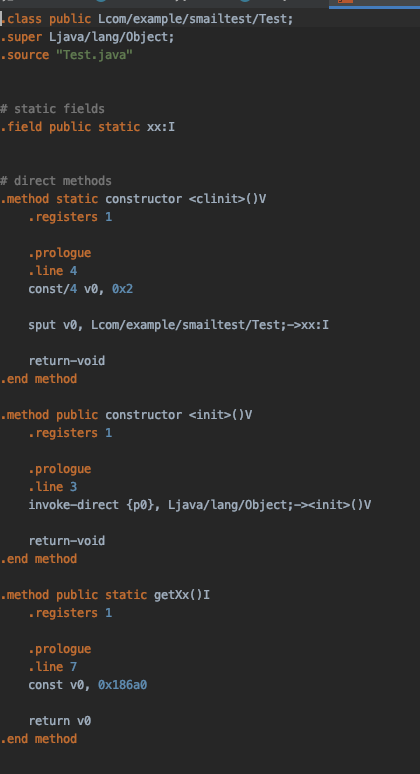 .class public Lcom/example/smailtest/Test;
.super Ljava/lang/Object;
.source "Test.java"
# static fields
.field public static xx:I
# direct methods
.method static constructor <clinit>()V
.registers 1
.prologue
.line 4
const/4 v0, 0x2
sput v0, Lcom/example/smailtest/Test;->xx:I
return-void
.end method
.method public constructor <init>()V
.registers 1
.prologue
.line 3
invoke-direct {p0}, Ljava/lang/Object;-><init>()V
return-void
.end method
.method public static getXx()I
.registers 1
.prologue
.line 7
const v0, 0x186a0
return v0
.end method